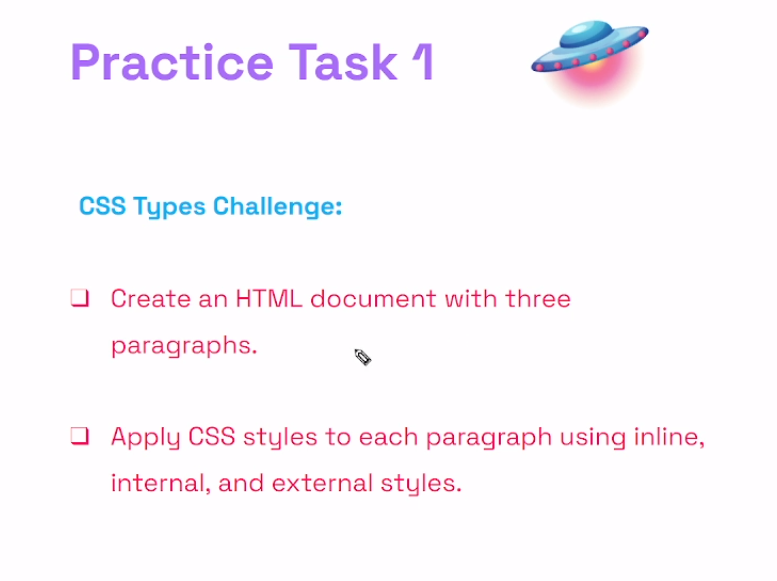 Practice Task 1
CSS Types Challenge:
❑ Create an HTML document with three
paragraphs.
❑ Apply CSS styles to each paragraph using inline,
internal, and external styles.